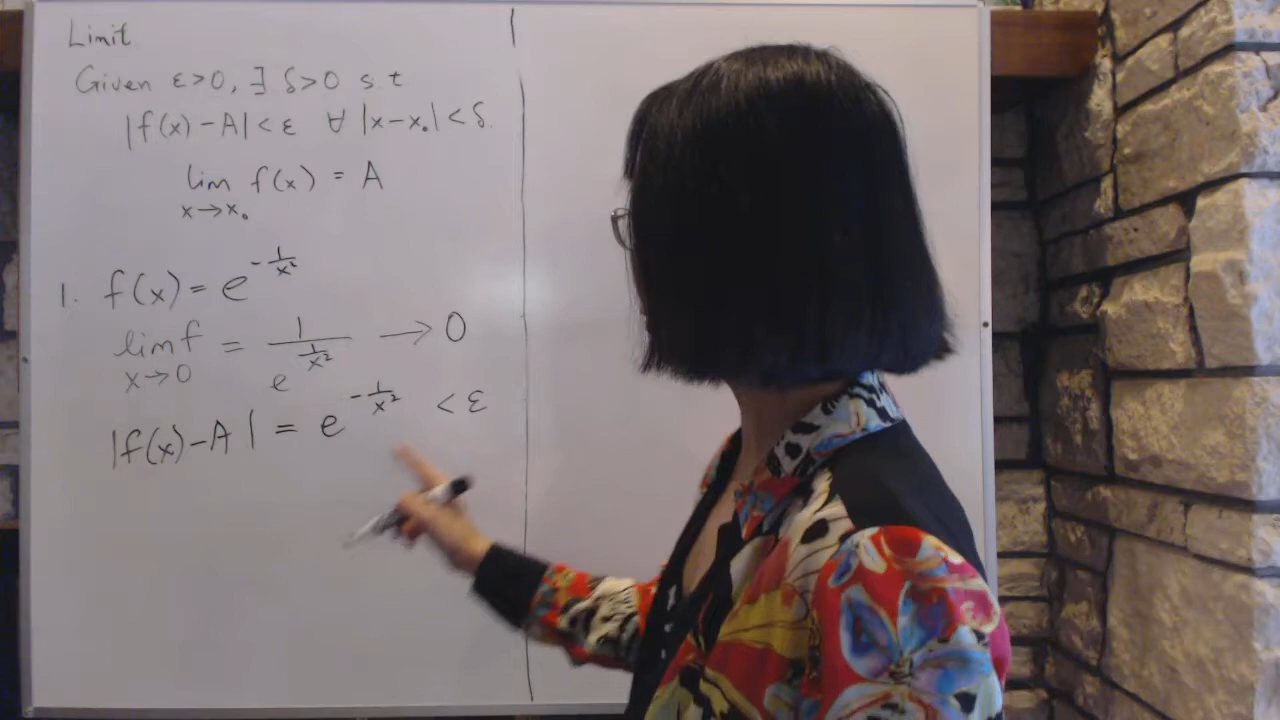 Limit
Given ε>0, ∃ δ>0 s.t
|f(x)-A|<ε ∀ |x-x₀|<δ.
lim f(x) = A
x→x₀
1. f(x) = e^{-1/x²}
lim f = 1/e^{1/x²} → 0
x→0
|f(x)-A| = e^{-1/x²} < ε